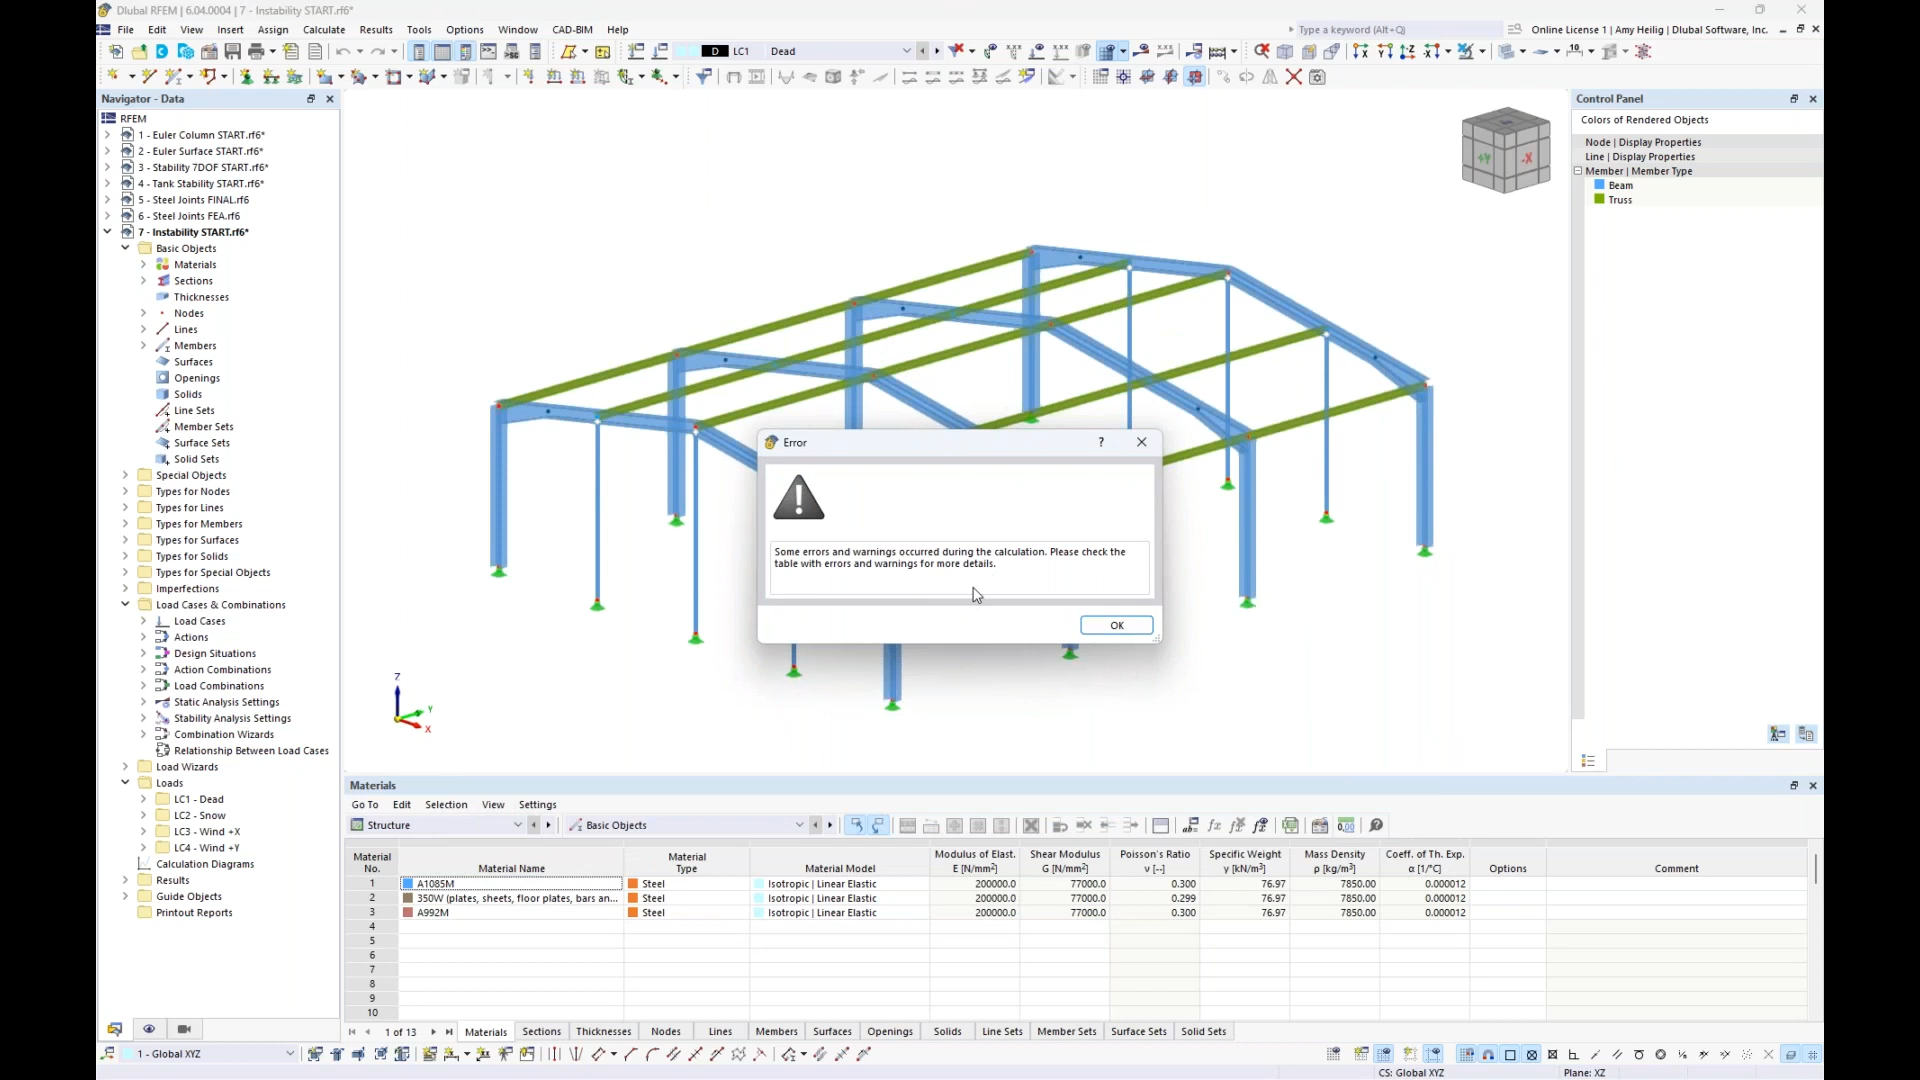 Dlubal RFEM | 6.04.0004 | 7 - Instability START.rf6*
File Edit View Insert Assign Calculate Results Tools Options Window CAD-BIM Help
Type a keyword (Alt+Q)
Online License 1 | Amy Heilig | Dlubal Software, Inc.
D LC1 Dead
Navigator - Data
RFEM
1 - Euler Column START.rf6*
2 - Euler Surface START.rf6*
3 - Stability 7DOF START.rf6*
4 - Tank Stability START.rf6*
5 - Steel Joints FINAL.rf6
6 - Steel Joints FEA.rf6
7 - Instability START.rf6*
Basic Objects
Materials
Sections
Thicknesses
Nodes
Lines
Members
Surfaces
Openings
Solids
Line Sets
Member Sets
Surface Sets
Solid Sets
Special Objects
Types for Nodes
Types for Lines
Types for Members
Types for Surfaces
Types for Solids
Types for Special Objects
Imperfections
Load Cases & Combinations
Load Cases
Actions
Design Situations
Action Combinations
Load Combinations
Static Analysis Settings
Stability Analysis Settings
Combination Wizards
Relationship Between Load Cases
Load Wizards
Loads
LC1 - Dead
LC2 - Snow
LC3 - Wind +X
LC4 - Wind +Y
Calculation Diagrams
Results
Guide Objects
Printout Reports
1 - Global XYZ
+Y -X
Z
Y
X
Error
?
Some errors and warnings occurred during the calculation. Please check the
table with errors and warnings for more details.
OK
Control Panel
Colors of Rendered Objects
Node | Display Properties
Line | Display Properties
Member | Member Type
Beam
Truss
Materials
Go To Edit Selection View Settings
Structure Basic Objects
Material No. Material Name Material Type Material Model Modulus of Elast. E [N/mm²] Shear Modulus G [N/mm²] Poisson's Ratio ν [--] Specific Weight γ [kN/m³] Mass Density ρ [kg/m³] Coeff. of Th. Exp. α [1/°C] Options Comment
1 A1085M Steel Isotropic | Linear Elastic 200000.0 77000.0 0.300 76.97 7850.00 0.000012
2 350W (plates, sheets, floor plates, bars an... Steel Isotropic | Linear Elastic 200000.0 77000.0 0.299 76.97 7850.00 0.000012
3 A992M Steel Isotropic | Linear Elastic 200000.0 77000.0 0.300 76.97 7850.00 0.000012
4
5
6
7
8
9
10
1 of 13 Materials Sections Thicknesses Nodes Lines Members Surfaces Openings Solids Line Sets Member Sets Surface Sets Solid Sets
CS: Global XYZ Plane: XZ